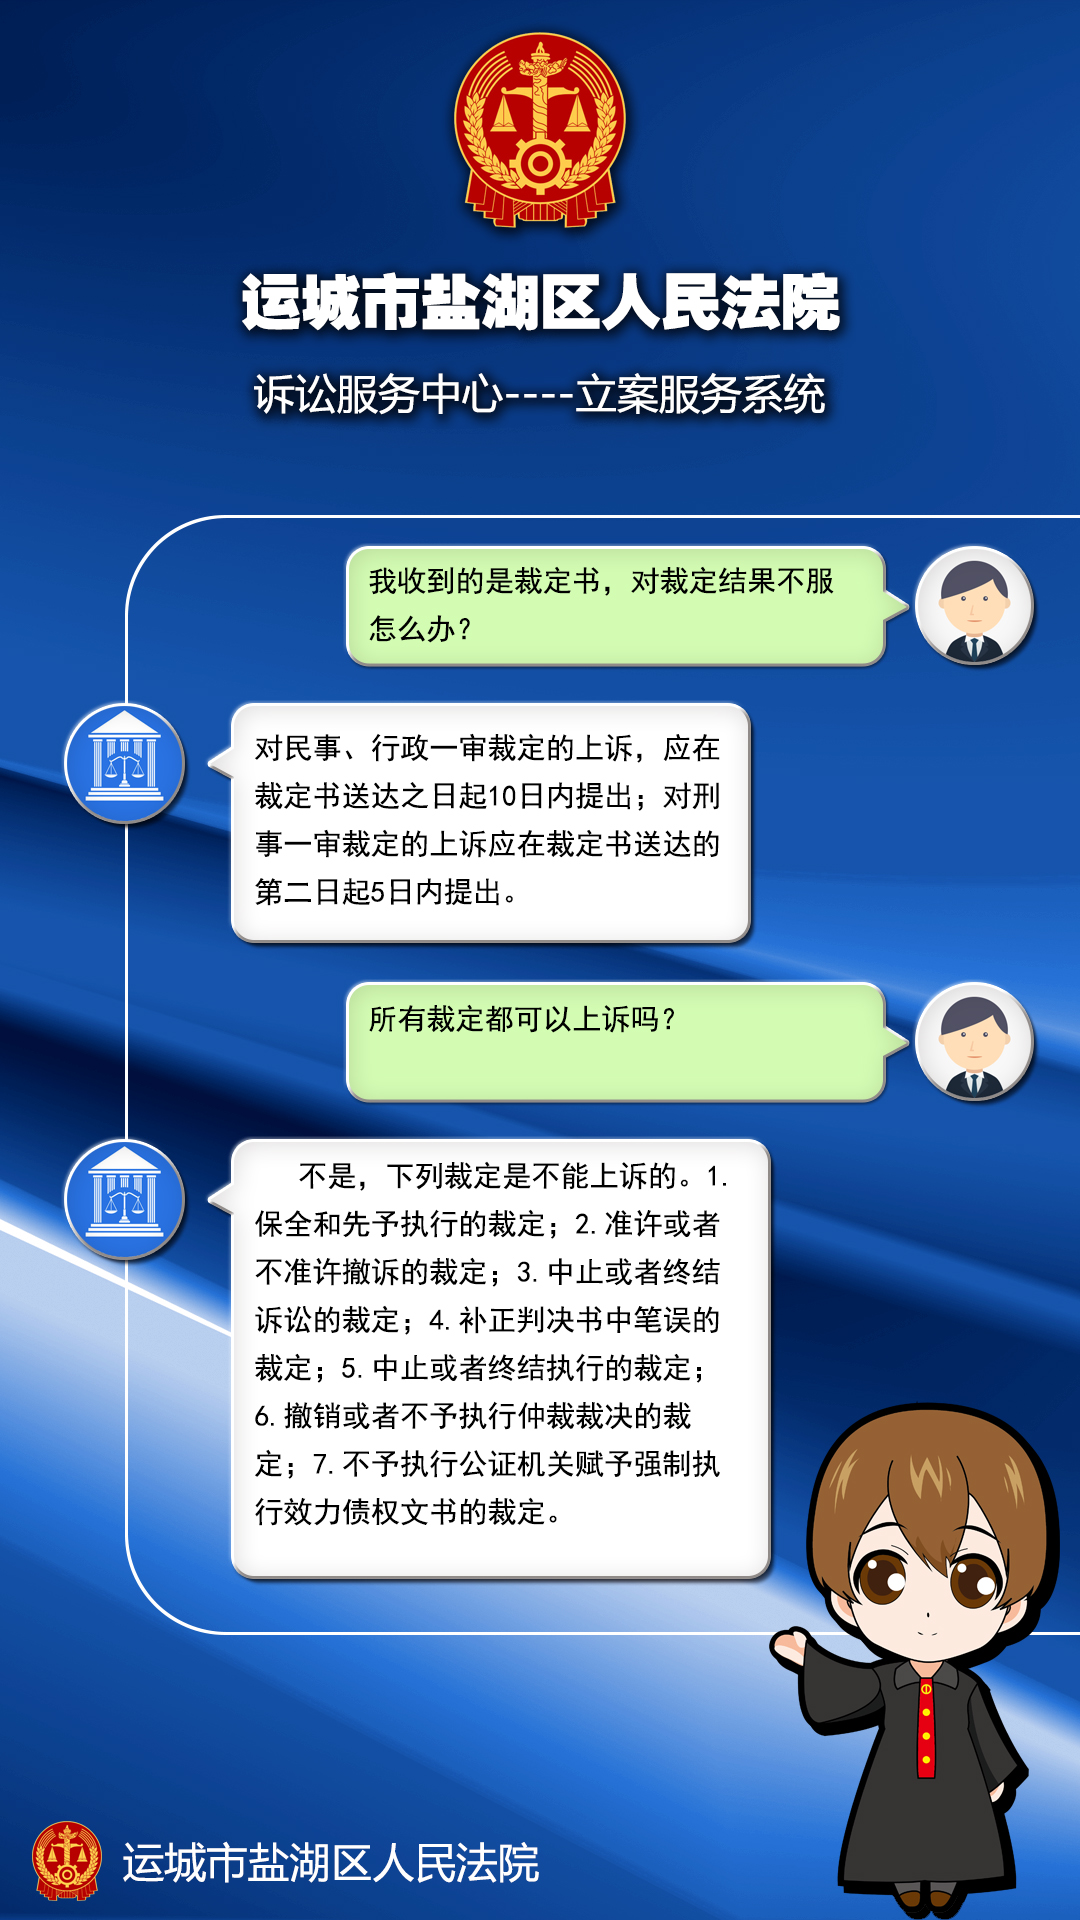 运城市盐湖区人民法院
诉讼服务中心----立案服务系统
我收到的是裁定书，对裁定结果不服
怎么办？
对民事、行政一审裁定的上诉，应在
裁定书送达之日起10日内提出；对刑
事一审裁定的上诉应在裁定书送达的
第二日起5日内提出。
所有裁定都可以上诉吗？
不是，下列裁定是不能上诉的。1.
保全和先予执行的裁定；2.准许或者
不准许撤诉的裁定；3.中止或者终结
诉讼的裁定；4.补正判决书中笔误的
裁定；5.中止或者终结执行的裁定；
6.撤销或者不予执行仲裁裁决的裁
定；7.不予执行公证机关赋予强制执
行效力债权文书的裁定。
运城市盐湖区人民法院